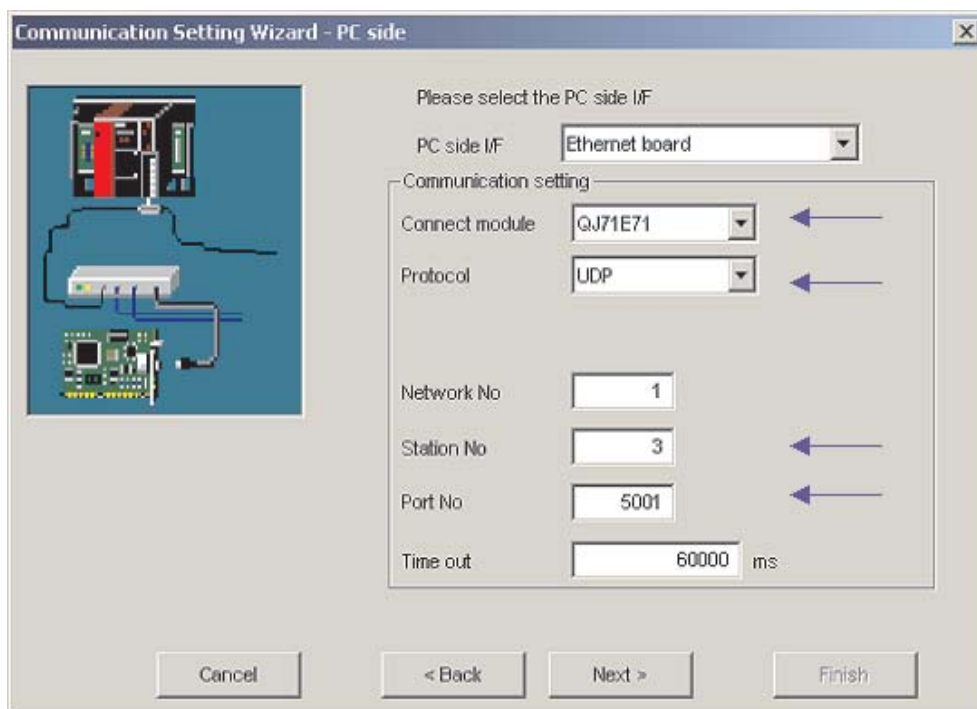 Communication Setting Wizard - PC side
Please select the PC side I/F
PC side I/F Ethernet board
Communication setting
Connect module QJ71E71
Protocol UDP
Network No 1
Station No 3
Port No 5001
Time out 60000 ms
Cancel < Back Next > Finish